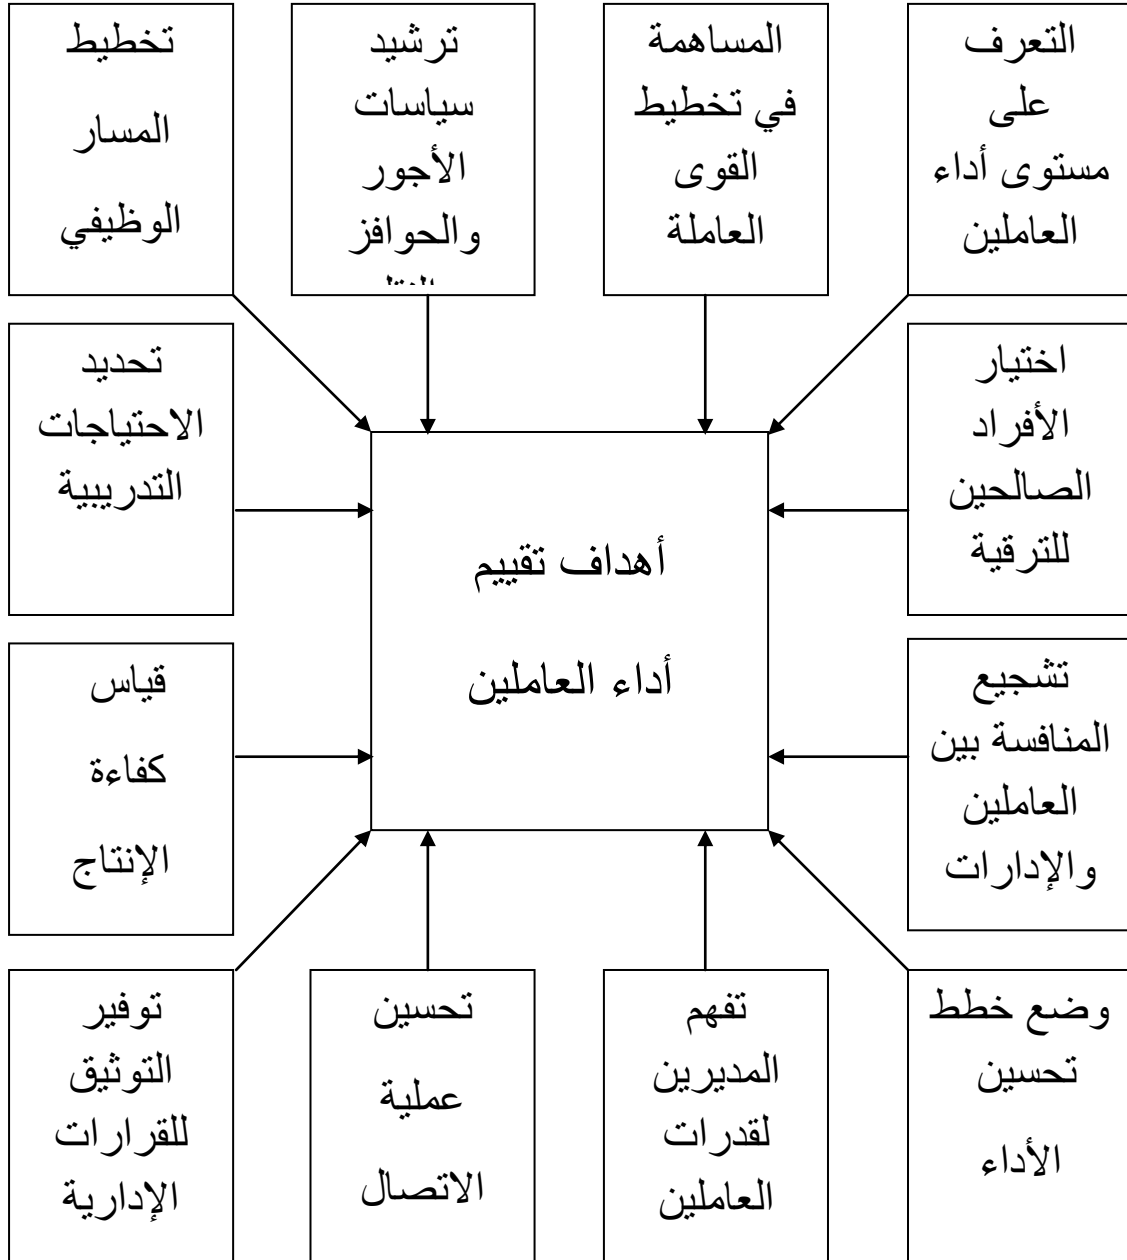 التعرف
على
مستوى أداء
العاملين
المساهمة
في تخطيط
القوى
العاملة
ترشيد
سياسات
الأجور
والحوافز
تخطيط
المسار
الوظيفي
اختيار
الأفراد
الصالحين
للترقية
تحديد
الاحتياجات
التدريبية
أهداف تقييم
أداء العاملين
تشجيع
المنافسة بين
العاملين
والإدارات
قياس
كفاءة
الإنتاج
وضع خطط
تحسين
الأداء
تفهم
المديرين
لقدرات
العاملين
تحسين
عملية
الاتصال
توفير
التوثيق
للقرارات
الإدارية